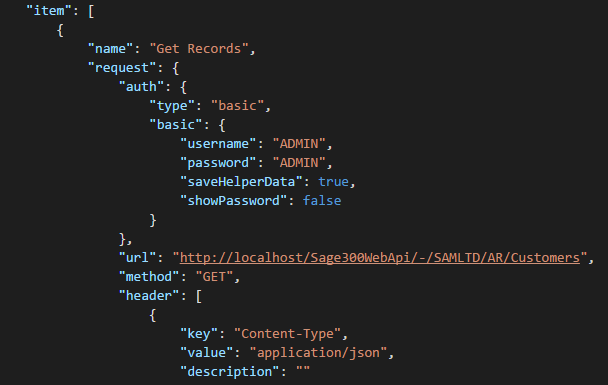 "item": [
{
"name": "Get Records",
"request": {
"auth": {
"type": "basic",
"basic": {
"username": "ADMIN",
"password": "ADMIN",
"saveHelperData": true,
"showPassword": false
}
},
"url": "http://localhost/Sage300WebApi/-/SAMLTD/AR/Customers",
"method": "GET",
"header": [
{
"key": "Content-Type",
"value": "application/json",
"description": ""